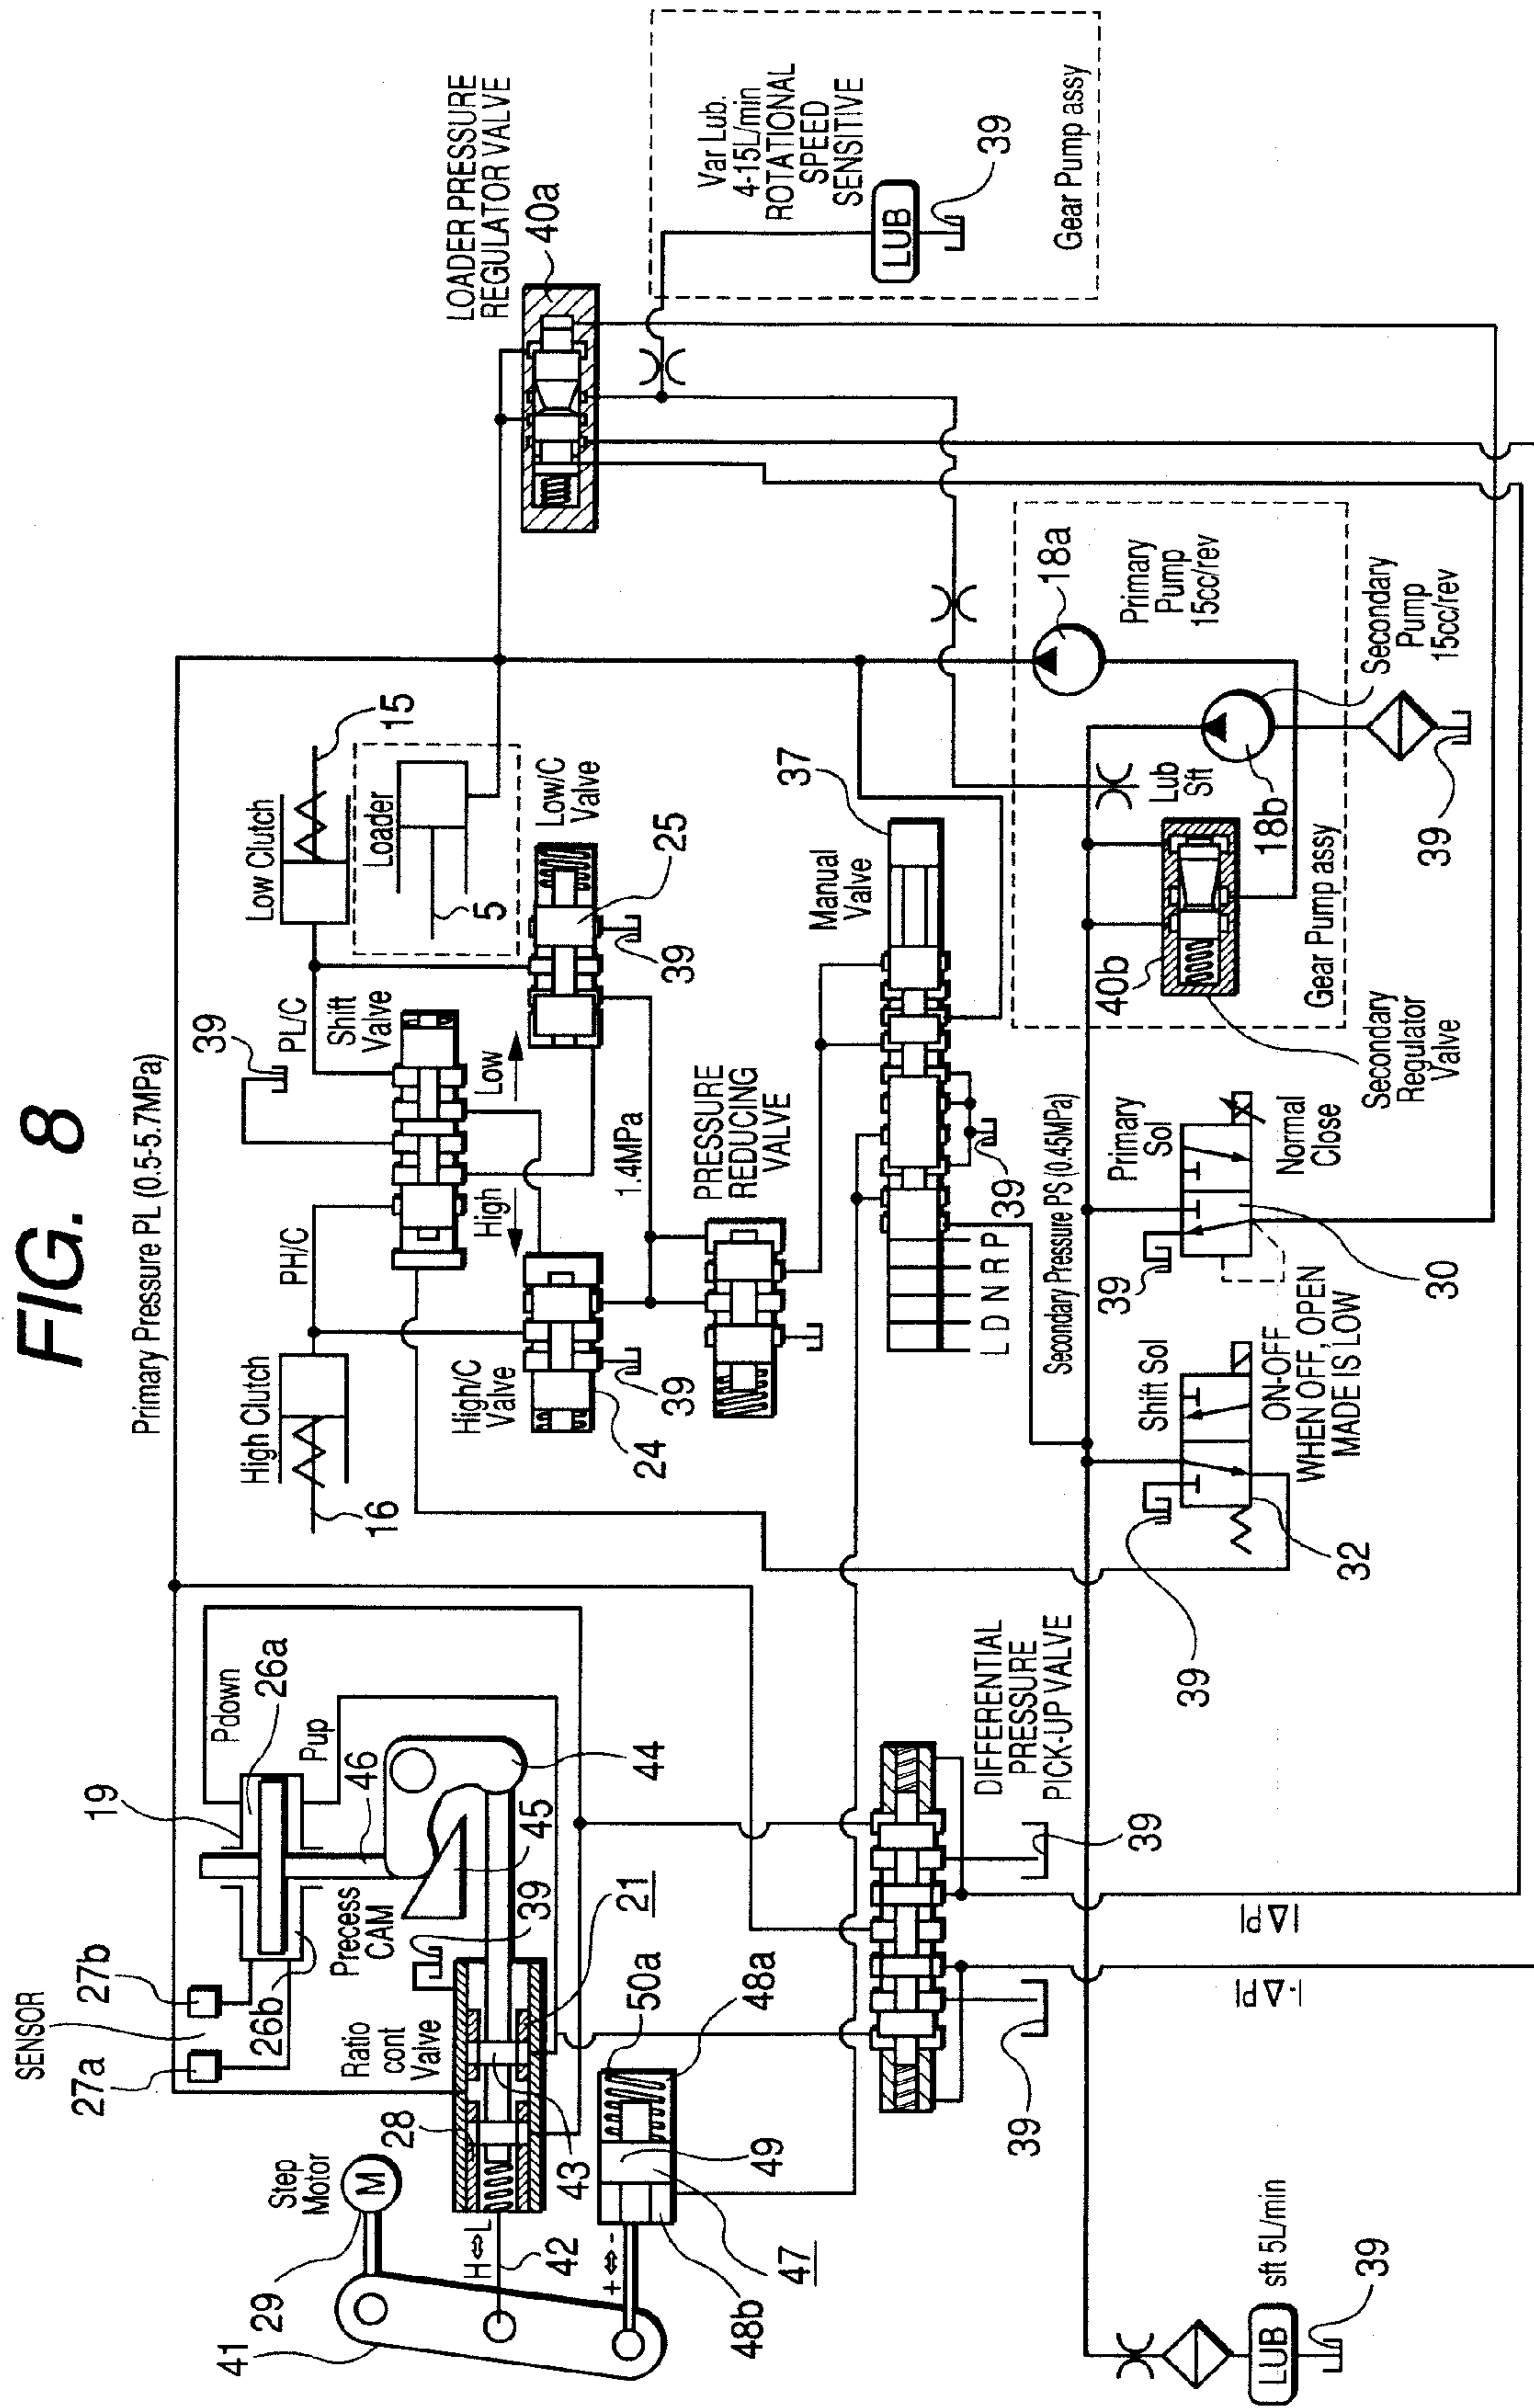 FIG. 8
Primary Pressure PL (0.5-5.7MPa)
SENSOR
27a
27b
19
Pdown
26a
26b
Pup
46
Precess
CAM
44
45
39
21
Step
Motor
M
29
41
28
Ratio
cont
Valve
H⇔L
42
43
50a
48a
49
+⇔-
47
48b
High Clutch
16
PH/C
39
PL/C
Shift
Valve
Low Clutch
15
Loader
5
High
Low
High/C
Valve
24
39
1.4MPa
Low/C
Valve
25
39
PRESSURE
REDUCING
VALVE
LOADER PRESSURE
REGULATOR VALVE
40a
Var Lub.
4-15L/min
ROTATIONAL
SPEED
SENSITIVE
LUB
39
Gear Pump assy
Manual
Valve
37
L D N R P
39
DIFFERENTIAL
PRESSURE
PICK-UP VALVE
39
39
|ΔP|
|-ΔP|
Secondary Pressure PS (0.45MPa)
Shift Sol
39
ON-OFF
WHEN OFF, OPEN
MADE IS LOW
32
Primary
Sol
39
Normal
Close
30
40b
Secondary
Regulator
Valve
Gear Pump assy
Lub
Sft
18b
18a
Primary
Pump
15cc/rev
Secondary
Pump
15cc/rev
39
LUB
sft 5L/min
39